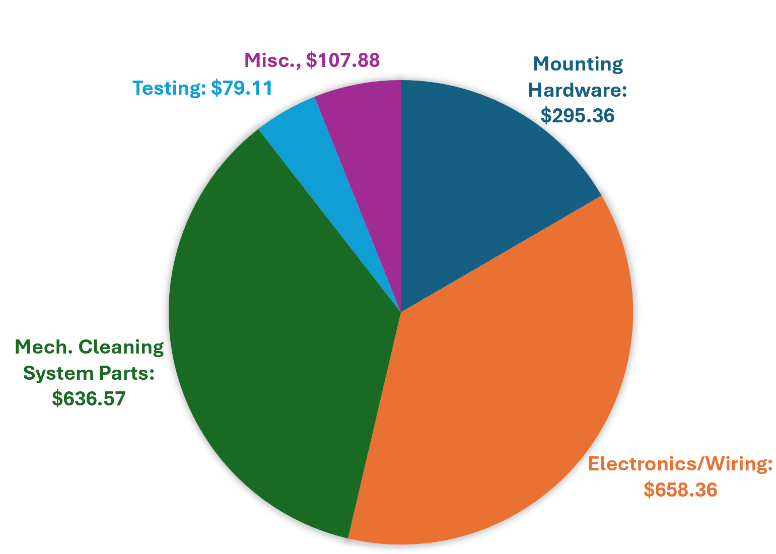 Misc., $107.88
Testing: $79.11
Mounting
Hardware:
$295.36
Mech. Cleaning
System Parts:
$636.57
Electronics/Wiring:
$658.36